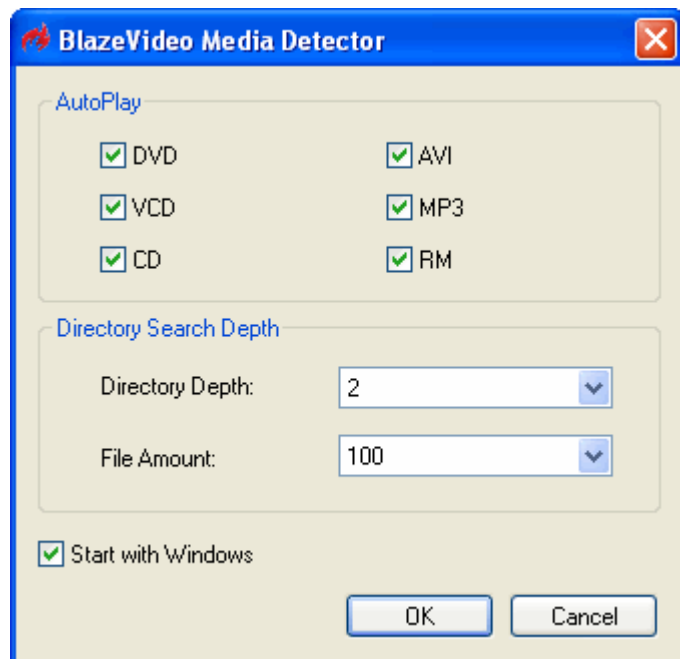 BlazeVideo Media Detector
AutoPlay
DVD
AVI
VCD
MP3
CD
RM
Directory Search Depth
Directory Depth: 2
File Amount: 100
Start with Windows
OK
Cancel